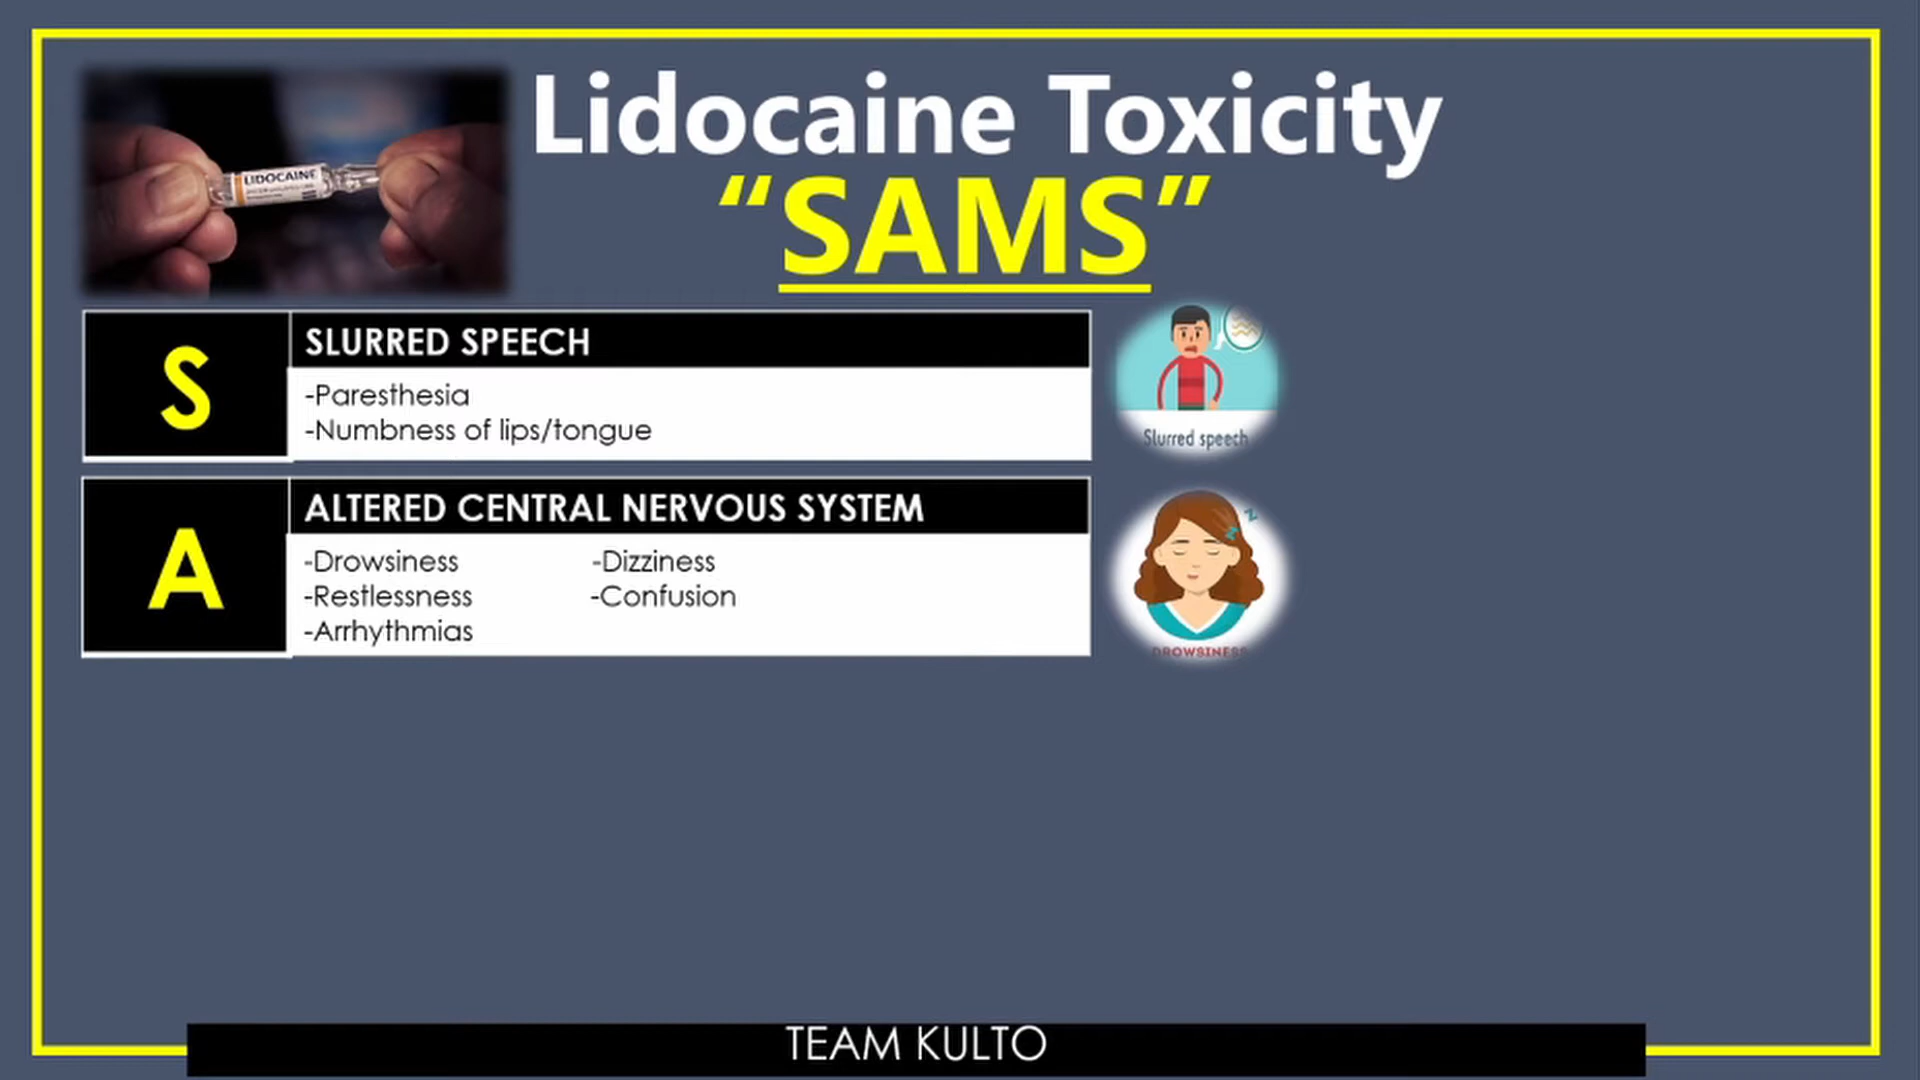 LIDOCAINE
Lidocaine Toxicity
“SAMS”
S
SLURRED SPEECH
-Paresthesia
-Numbness of lips/tongue
Slurred speech
A
ALTERED CENTRAL NERVOUS SYSTEM
-Drowsiness -Dizziness
-Restlessness -Confusion
-Arrhythmias
Z
Z
DROWSINESS
TEAM KULTO